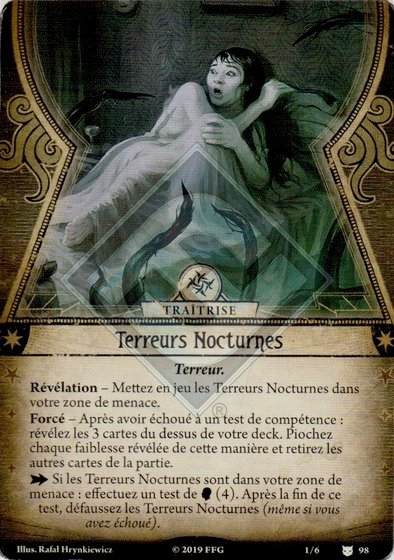 TRAÎTRISE
Terreurs Nocturnes
Terreur.
Révélation – Mettez en jeu les Terreurs Nocturnes dans
votre zone de menace.
Forcé – Après avoir échoué à un test de compétence :
révélez les 3 cartes du dessus de votre deck. Piochez
chaque faiblesse révélée de cette manière et retirez les
autres cartes de la partie.
Si les Terreurs Nocturnes sont dans votre zone de
menace : effectuez un test de (4). Après la fin de ce
test, défaussez les Terreurs Nocturnes (même si vous
avez échoué).
Illus. Rafał Hrynkiewicz © 2019 FFG 1/6 98
®